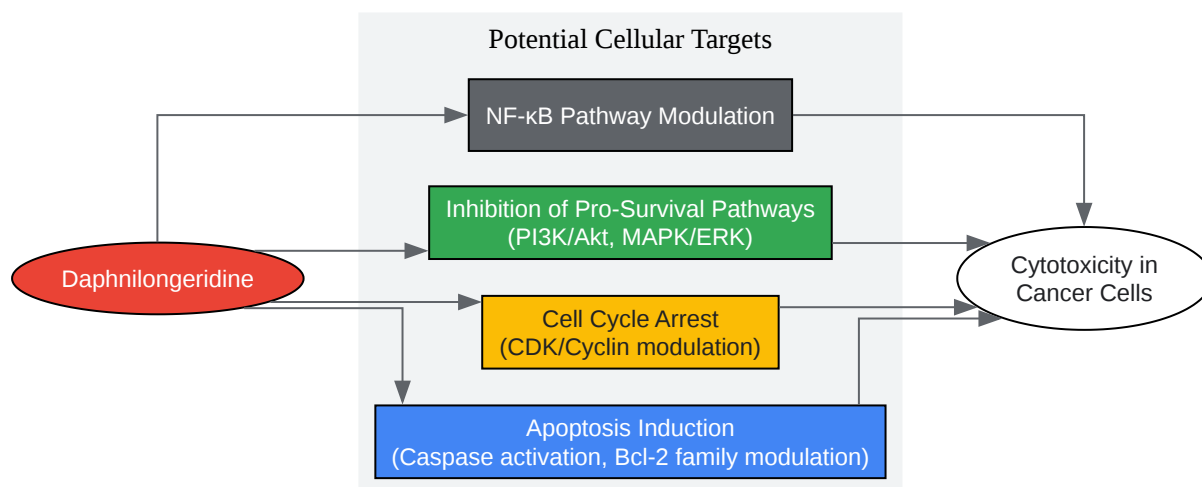 Potential Cellular Targets
NF-κB Pathway Modulation
Inhibition of Pro-Survival Pathways
(PI3K/Akt, MAPK/ERK)
Daphnilongeridine
Cytotoxicity in
Cancer Cells
Cell Cycle Arrest
(CDK/Cyclin modulation)
Apoptosis Induction
(Caspase activation, Bcl-2 family modulation)